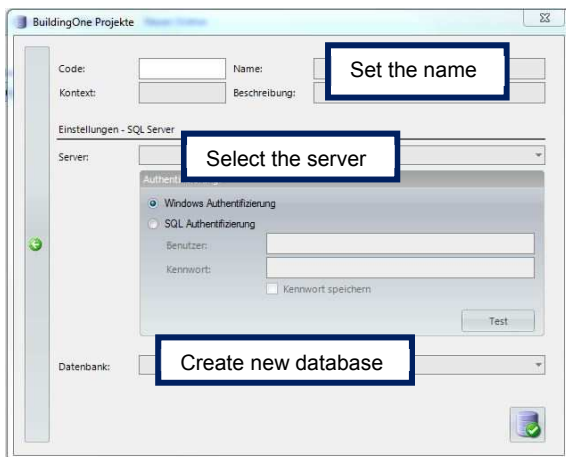 BuildingOne Projekte
Code:
Name:
Set the name
Kontext:
Beschreibung:
Einstellungen - SQL Server
Select the server
Server:
Windows Authentifizierung
SQL Authentifizierung
Benutzer:
Kennwort:
Kennwort speichern
Test
Create new database
Datenbank: